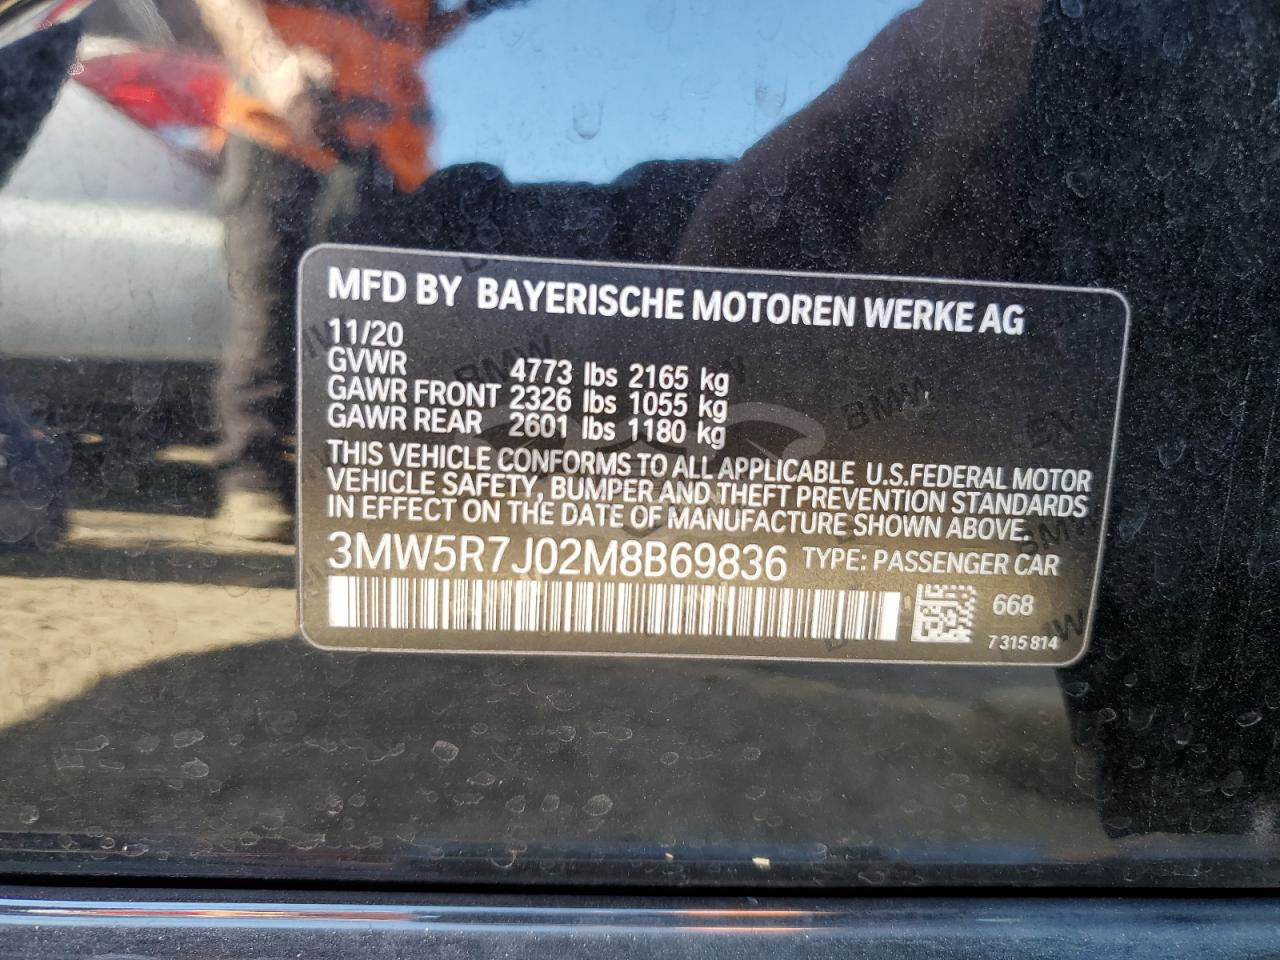 MFD BY BAYERISCHE MOTOREN WERKE AG
11/20
GVWR 4773 lbs 2165 kg
GAWR FRONT 2326 lbs 1055 kg
GAWR REAR 2601 lbs 1180 kg
THIS VEHICLE CONFORMS TO ALL APPLICABLE U.S.FEDERAL MOTOR
VEHICLE SAFETY, BUMPER AND THEFT PREVENTION STANDARDS
IN EFFECT ON THE DATE OF MANUFACTURE SHOWN ABOVE.
3MW5R7J02M8B69836 TYPE: PASSENGER CAR
668
7 315 814